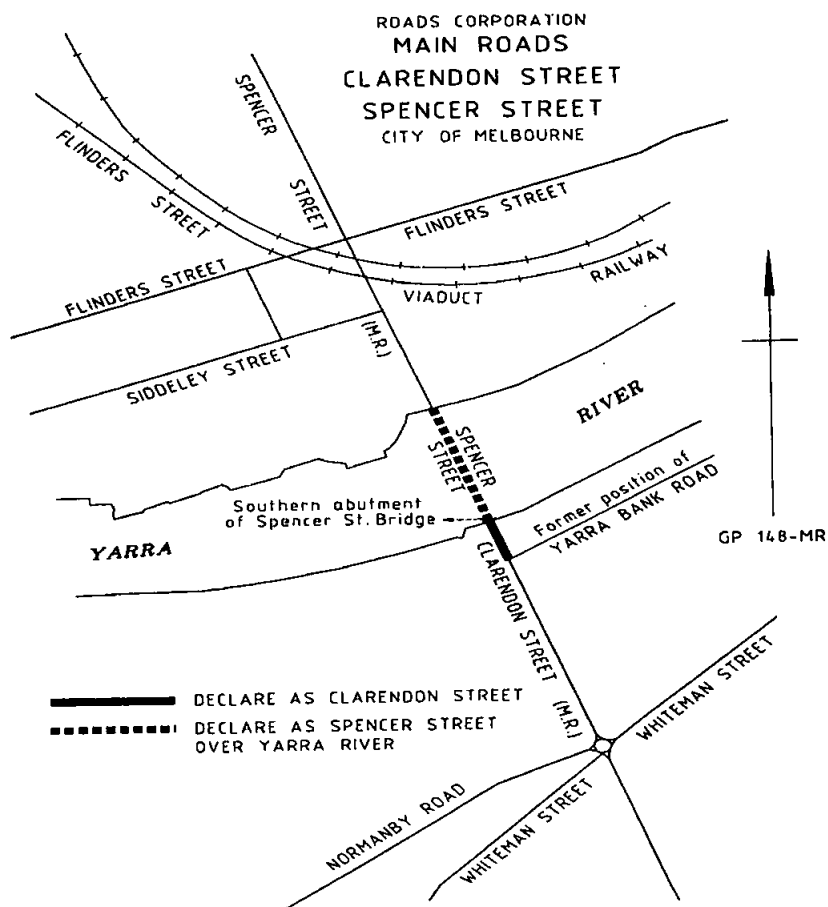 ROADS CORPORATION
MAIN ROADS
CLARENDON STREET
SPENCER STREET
CITY OF MELBOURNE
SPENCER
STREET
FLINDERS
STREET
FLINDERS STREET
FLINDERS STREET
VIADUCT
RAILWAY
SIDDELEY STREET
(M.R.)
SPENCER
STREET
RIVER
Southern abutment
of Spencer St. Bridge
Former position of
YARRA BANK ROAD
YARRA
GP 148-MR
CLARENDON STREET
(M.R.)
DECLARE AS CLARENDON STREET
DECLARE AS SPENCER STREET
OVER YARRA RIVER
WHITEMAN STREET
NORMANBY ROAD
WHITEMAN STREET